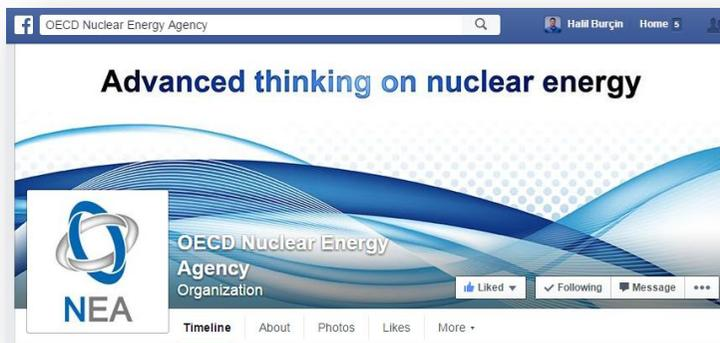 f OECD Nuclear Energy Agency
Halil Burçin Home 5
Advanced thinking on nuclear energy
NEA
OECD Nuclear Energy
Agency
Organization
Liked Following Message
Timeline About Photos Likes More